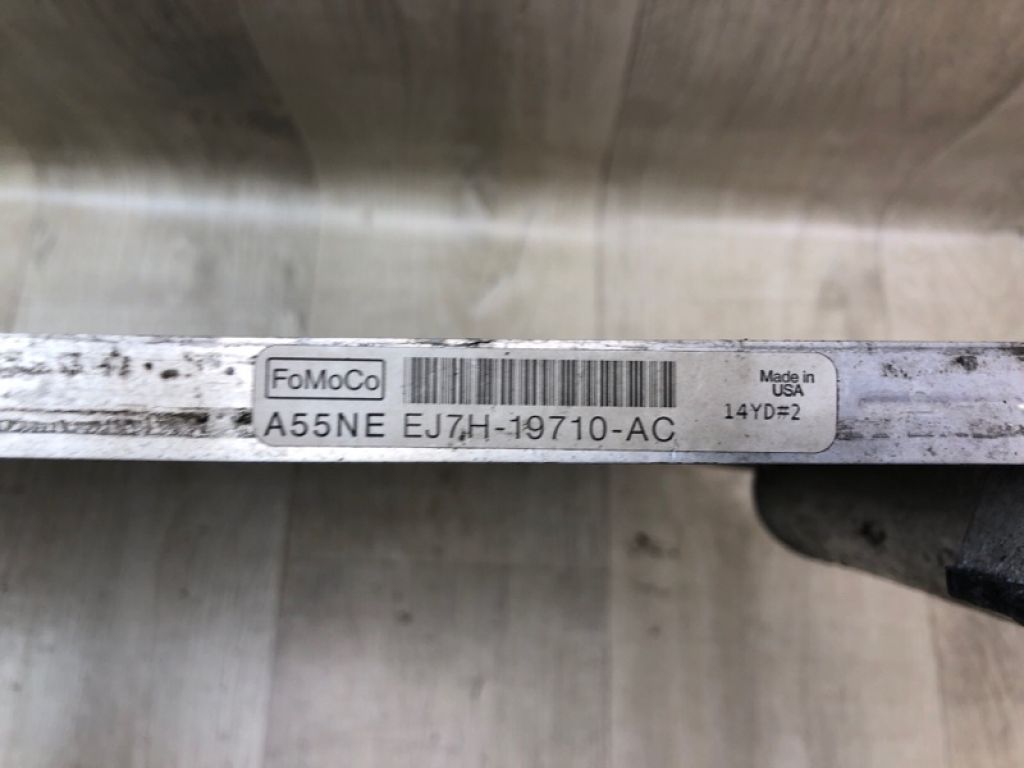 FoMoCo
Made in
USA
14YD#2
A55NE EJ7H-19710-AC